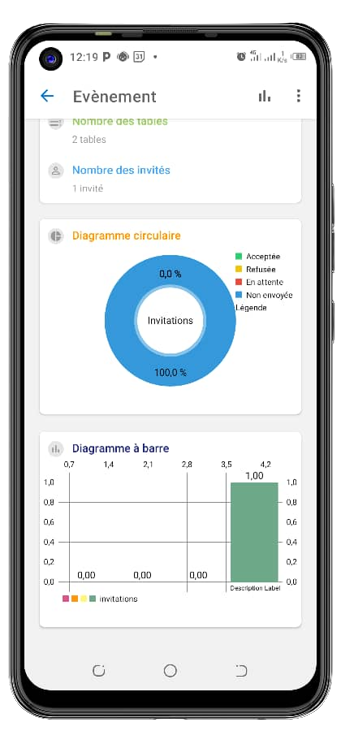 12:19 P 31
Evènement
Nombre des tables
2 tables
Nombre des invités
1 invité
Diagramme circulaire
Acceptée
Refusée
En attente
Non envoyée
Légende
0,0 %
Invitations
100,0 %
Diagramme à barre
0,7 1,4 2,1 2,8 3,5 4,2
1,00
1,0 1,0
0,8 0,8
0,6 0,6
0,4 0,4
0,2 0,2
0,00 0,00 0,00
0,0 0,0
Description Label
invitations